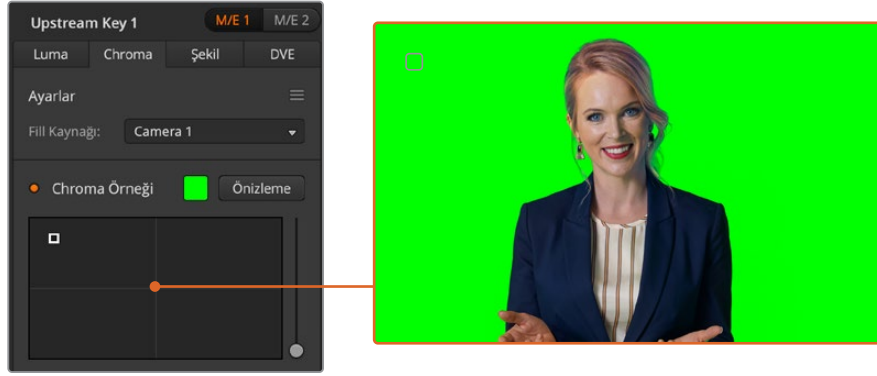 Upstream Key 1 M/E 1 M/E 2
Luma Chroma Şekil DVE
Ayarlar
Fill Kaynağı: Camera 1
Chroma Örneği Önizleme